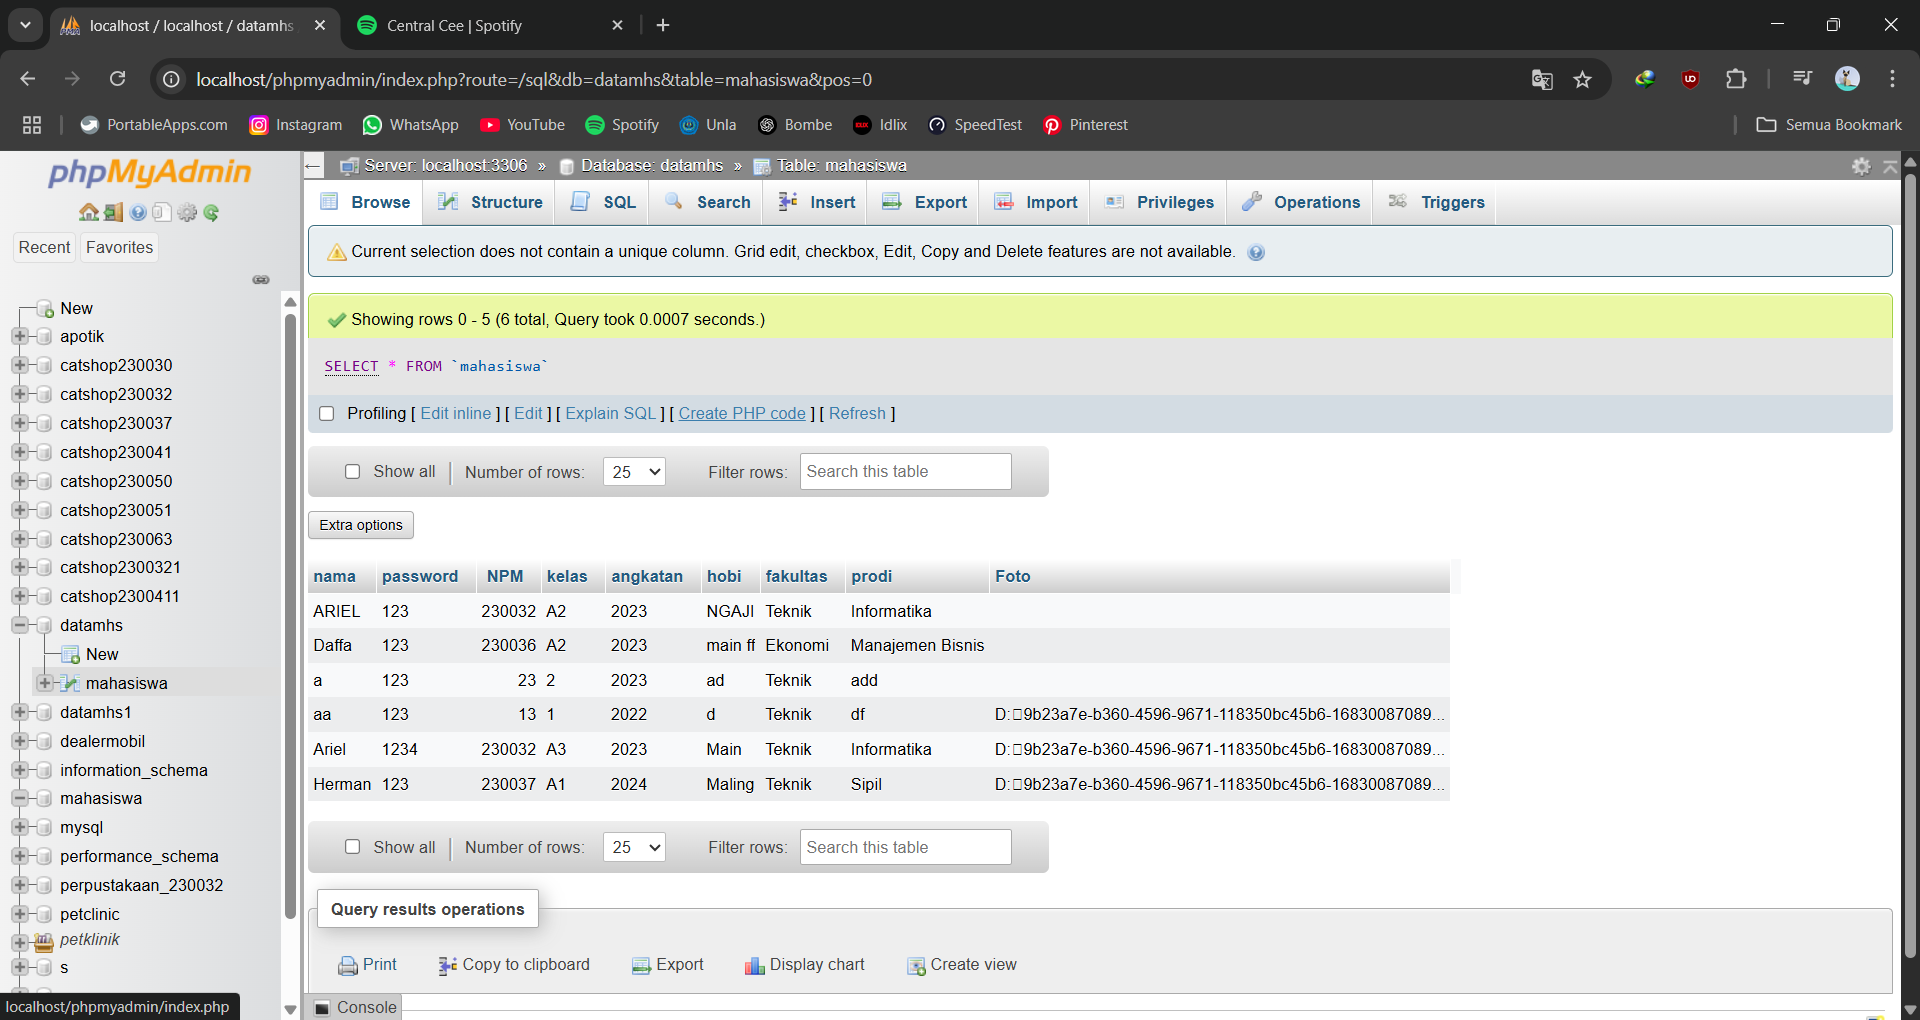 localhost / localhost / datamhs
Central Cee | Spotify
localhost/phpmyadmin/index.php?route=/sql&db=datamhs&table=mahasiswa&pos=0
PortableApps.com
Instagram
WhatsApp
YouTube
Spotify
Unla
Bombe
Idlix
SpeedTest
Pinterest
Semua Bookmark
phpMyAdmin
Recent
Favorites
New
apotik
catshop230030
catshop230032
catshop230037
catshop230041
catshop230050
catshop230051
catshop230063
catshop2300321
catshop2300411
datamhs
New
mahasiswa
datamhs1
dealermobil
information_schema
mahasiswa
mysql
performance_schema
perpustakaan_230032
petclinic
petklinik
s
localhost/phpmyadmin/index.php
Server: localhost:3306 » Database: datamhs » Table: mahasiswa
Browse Structure SQL Search Insert Export Import Privileges Operations Triggers
Current selection does not contain a unique column. Grid edit, checkbox, Edit, Copy and Delete features are not available.
Showing rows 0 - 5 (6 total, Query took 0.0007 seconds.)
SELECT * FROM `mahasiswa`
Profiling [ Edit inline ] [ Edit ] [ Explain SQL ] [ Create PHP code ] [ Refresh ]
Show all | Number of rows: 25 Filter rows: Search this table
Extra options
nama password NPM kelas angkatan hobi fakultas prodi Foto
ARIEL 123 230032 A2 2023 NGAJI Teknik Informatika
Daffa 123 230036 A2 2023 main ff Ekonomi Manajemen Bisnis
a 123 23 2 2023 ad Teknik add
aa 123 13 1 2022 d Teknik df D:□9b23a7e-b360-4596-9671-118350bc45b6-16830087089...
Ariel 1234 230032 A3 2023 Main Teknik Informatika D:□9b23a7e-b360-4596-9671-118350bc45b6-16830087089...
Herman 123 230037 A1 2024 Maling Teknik Sipil D:□9b23a7e-b360-4596-9671-118350bc45b6-16830087089...
Show all | Number of rows: 25 Filter rows: Search this table
Query results operations
Print Copy to clipboard Export Display chart Create view
Console